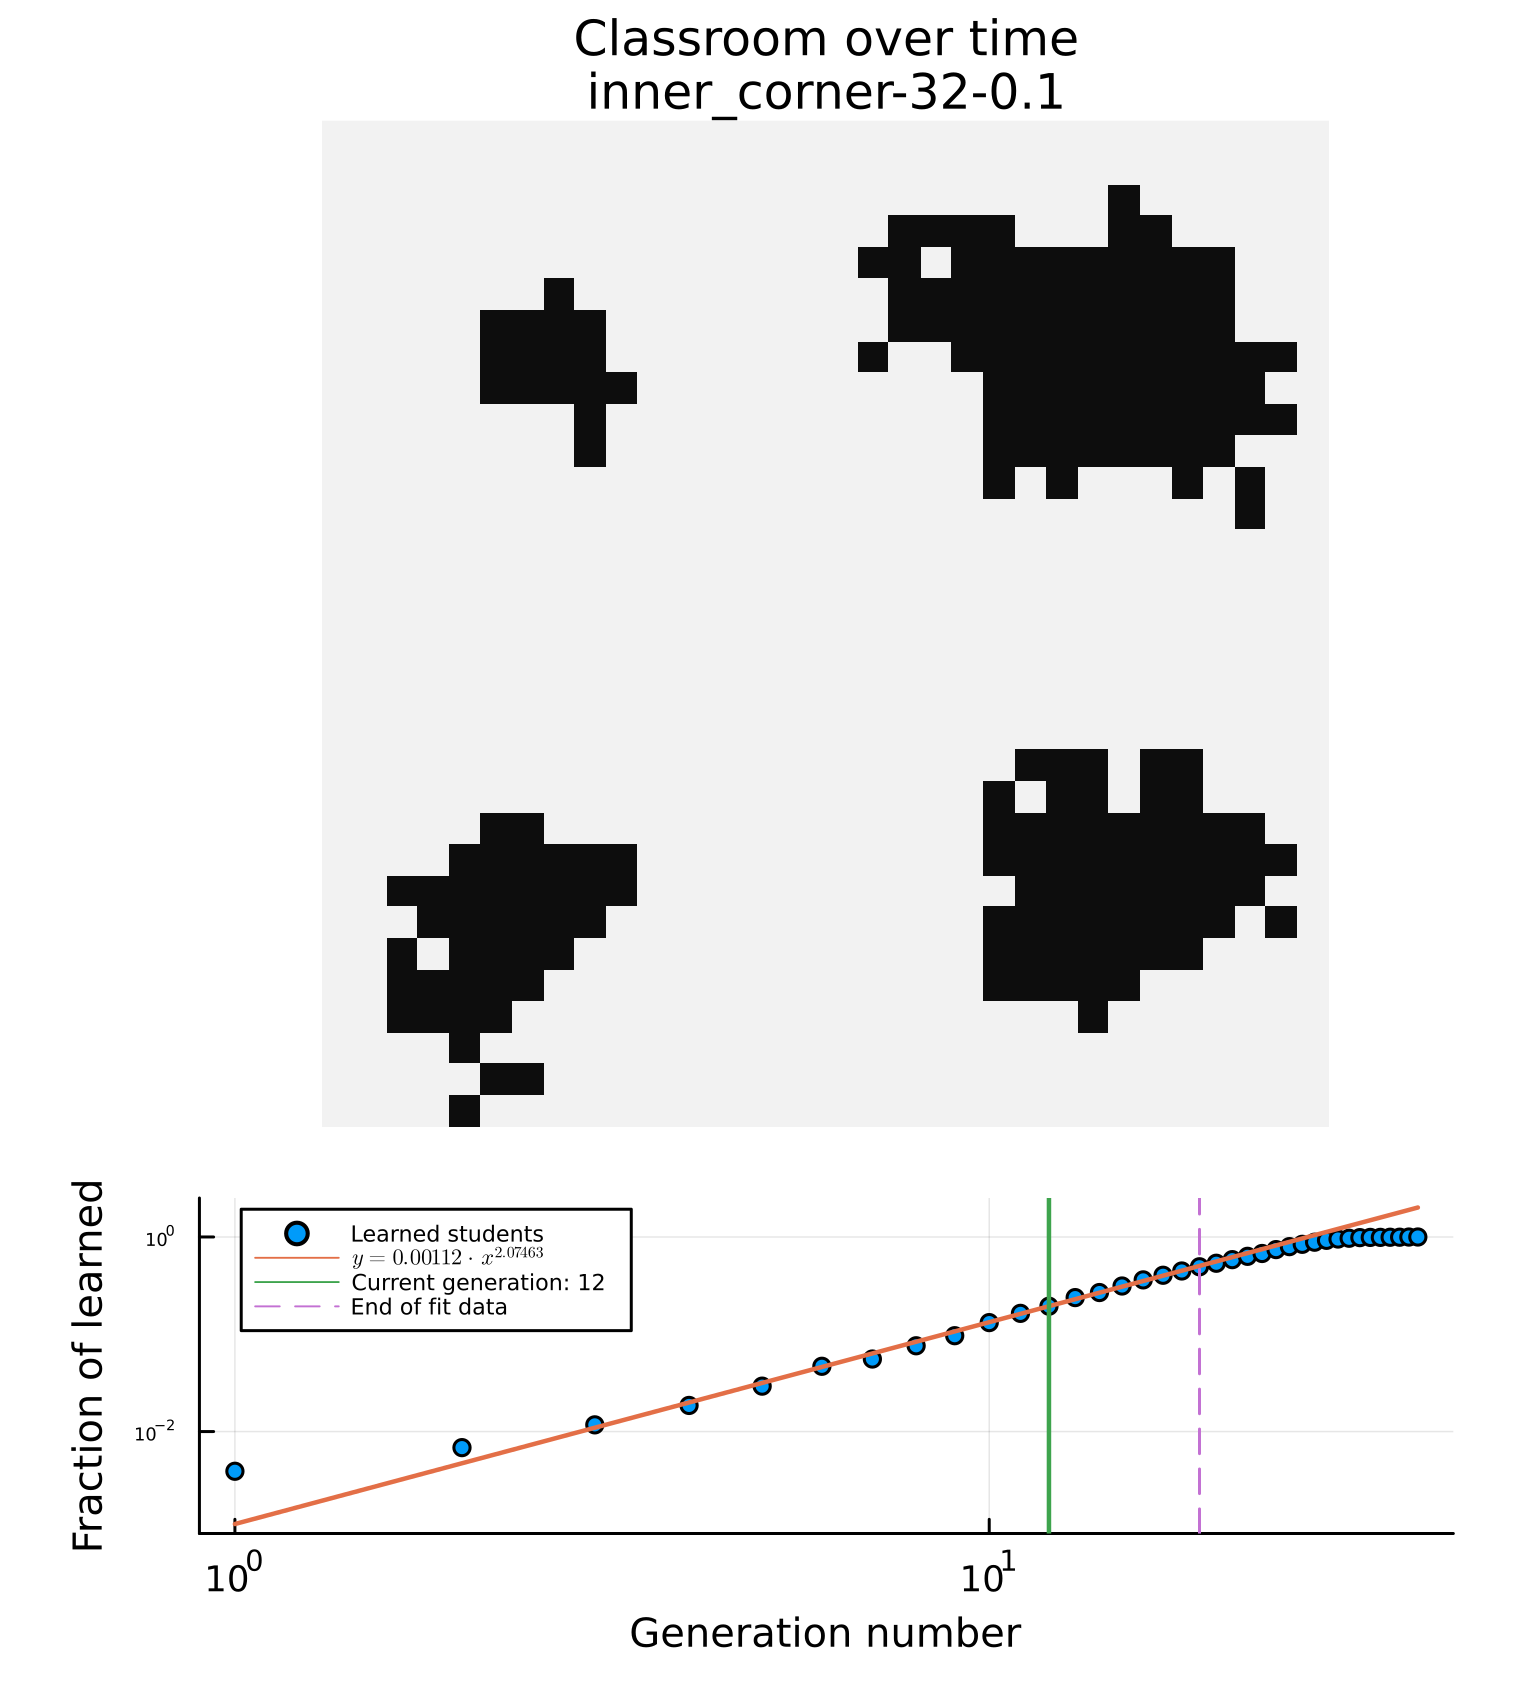 Classroom over time
inner_corner-32-0.1
Fraction of learned
10^0
10^-2
Learned students
y = 0.00112 · x^2.07463
Current generation: 12
End of fit data
10^0
10^1
Generation number